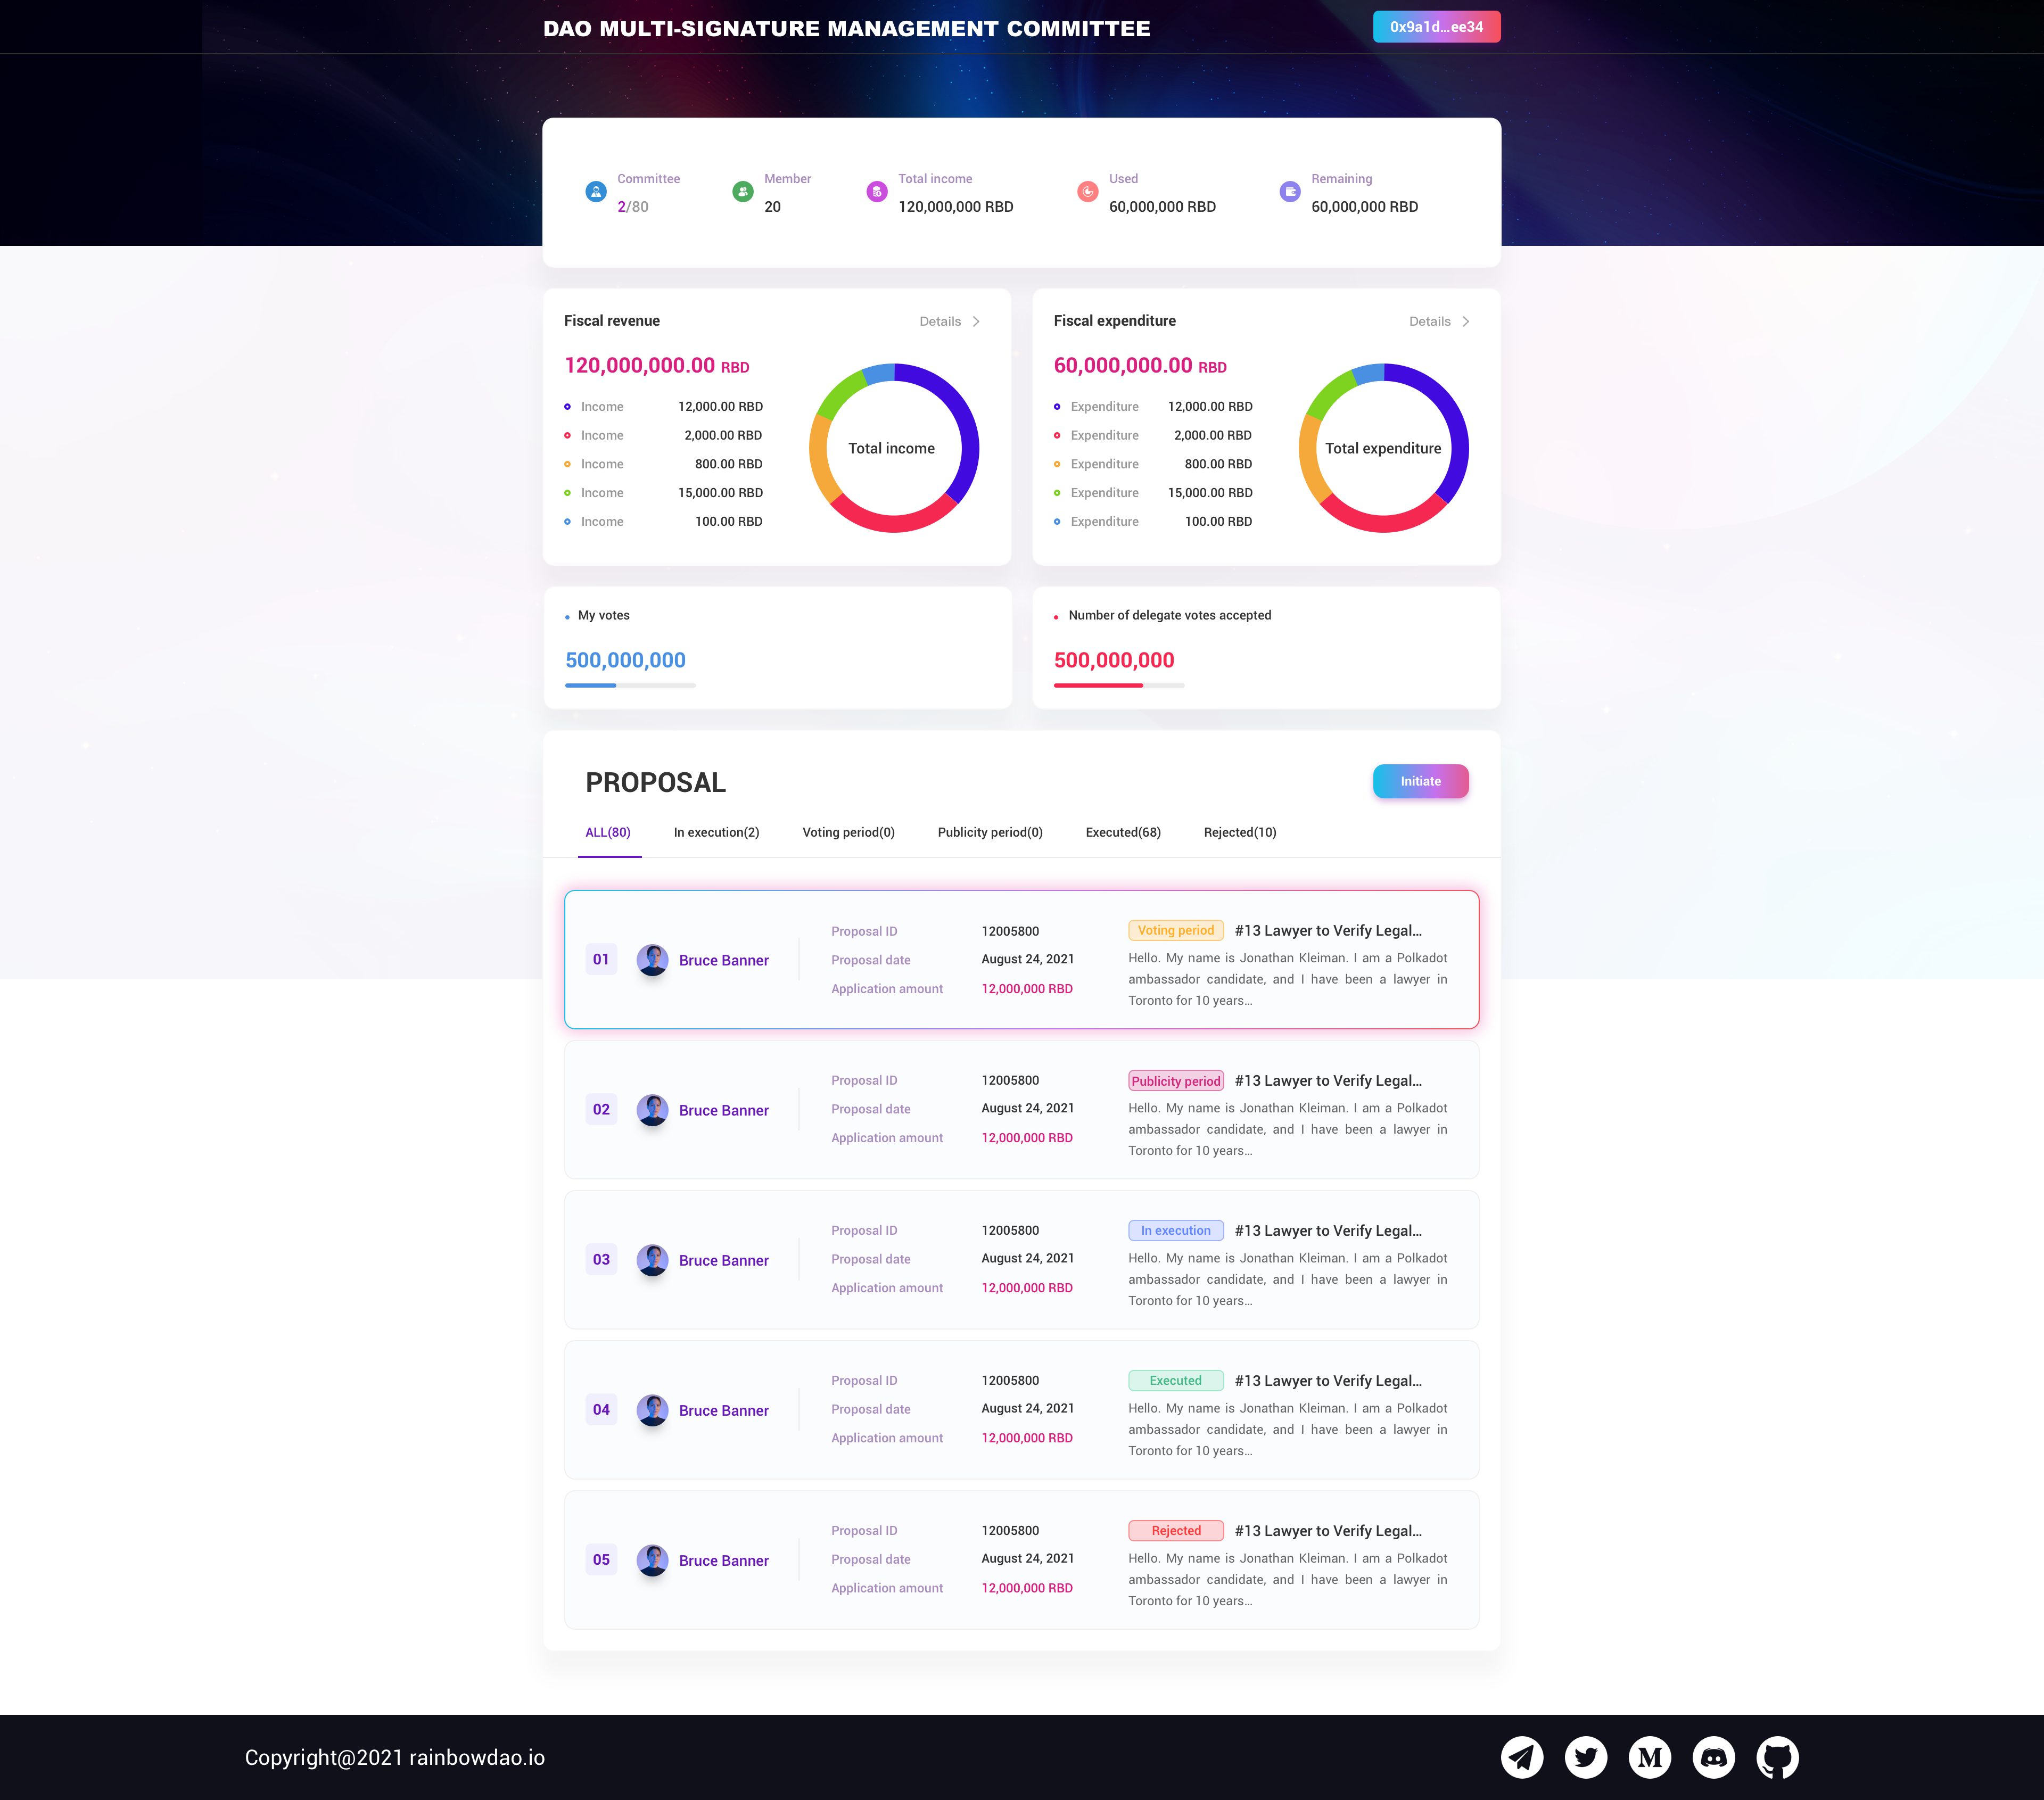 DAO MULTI-SIGNATURE MANAGEMENT COMMITTEE
0x9a1d...ee34
Committee
2/80
Member
20
Total income
120,000,000 RBD
Used
60,000,000 RBD
Remaining
60,000,000 RBD
Fiscal revenue
Details
120,000,000.00 RBD
Income 12,000.00 RBD
Income 2,000.00 RBD
Income 800.00 RBD
Income 15,000.00 RBD
Income 100.00 RBD
Total income
Fiscal expenditure
Details
60,000,000.00 RBD
Expenditure 12,000.00 RBD
Expenditure 2,000.00 RBD
Expenditure 800.00 RBD
Expenditure 15,000.00 RBD
Expenditure 100.00 RBD
Total expenditure
My votes
500,000,000
Number of delegate votes accepted
500,000,000
PROPOSAL
Initiate
ALL(80) In execution(2) Voting period(0) Publicity period(0) Executed(68) Rejected(10)
01
Bruce Banner
Proposal ID 12005800
Proposal date August 24, 2021
Application amount 12,000,000 RBD
Voting period #13 Lawyer to Verify Legal...
Hello. My name is Jonathan Kleiman. I am a Polkadot
ambassador candidate, and I have been a lawyer in
Toronto for 10 years...
02
Bruce Banner
Proposal ID 12005800
Proposal date August 24, 2021
Application amount 12,000,000 RBD
Publicity period #13 Lawyer to Verify Legal...
Hello. My name is Jonathan Kleiman. I am a Polkadot
ambassador candidate, and I have been a lawyer in
Toronto for 10 years...
03
Bruce Banner
Proposal ID 12005800
Proposal date August 24, 2021
Application amount 12,000,000 RBD
In execution #13 Lawyer to Verify Legal...
Hello. My name is Jonathan Kleiman. I am a Polkadot
ambassador candidate, and I have been a lawyer in
Toronto for 10 years...
04
Bruce Banner
Proposal ID 12005800
Proposal date August 24, 2021
Application amount 12,000,000 RBD
Executed #13 Lawyer to Verify Legal...
Hello. My name is Jonathan Kleiman. I am a Polkadot
ambassador candidate, and I have been a lawyer in
Toronto for 10 years...
05
Bruce Banner
Proposal ID 12005800
Proposal date August 24, 2021
Application amount 12,000,000 RBD
Rejected #13 Lawyer to Verify Legal...
Hello. My name is Jonathan Kleiman. I am a Polkadot
ambassador candidate, and I have been a lawyer in
Toronto for 10 years...
Copyright@2021 rainbowdao.io
M